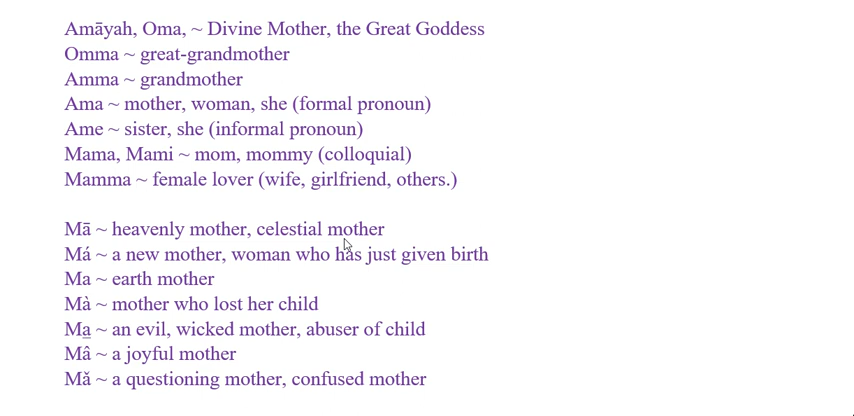 Amāyah, Oma, ~ Divine Mother, the Great Goddess
Omma ~ great-grandmother
Amma ~ grandmother
Ama ~ mother, woman, she (formal pronoun)
Ame ~ sister, she (informal pronoun)
Mama, Mami ~ mom, mommy (colloquial)
Mamma ~ female lover (wife, girlfriend, others.)
Mā ~ heavenly mother, celestial mother
Má ~ a new mother, woman who has just given birth
Ma ~ earth mother
Mà ~ mother who lost her child
Ma̱ ~ an evil, wicked mother, abuser of child
Mâ ~ a joyful mother
Mǎ ~ a questioning mother, confused mother